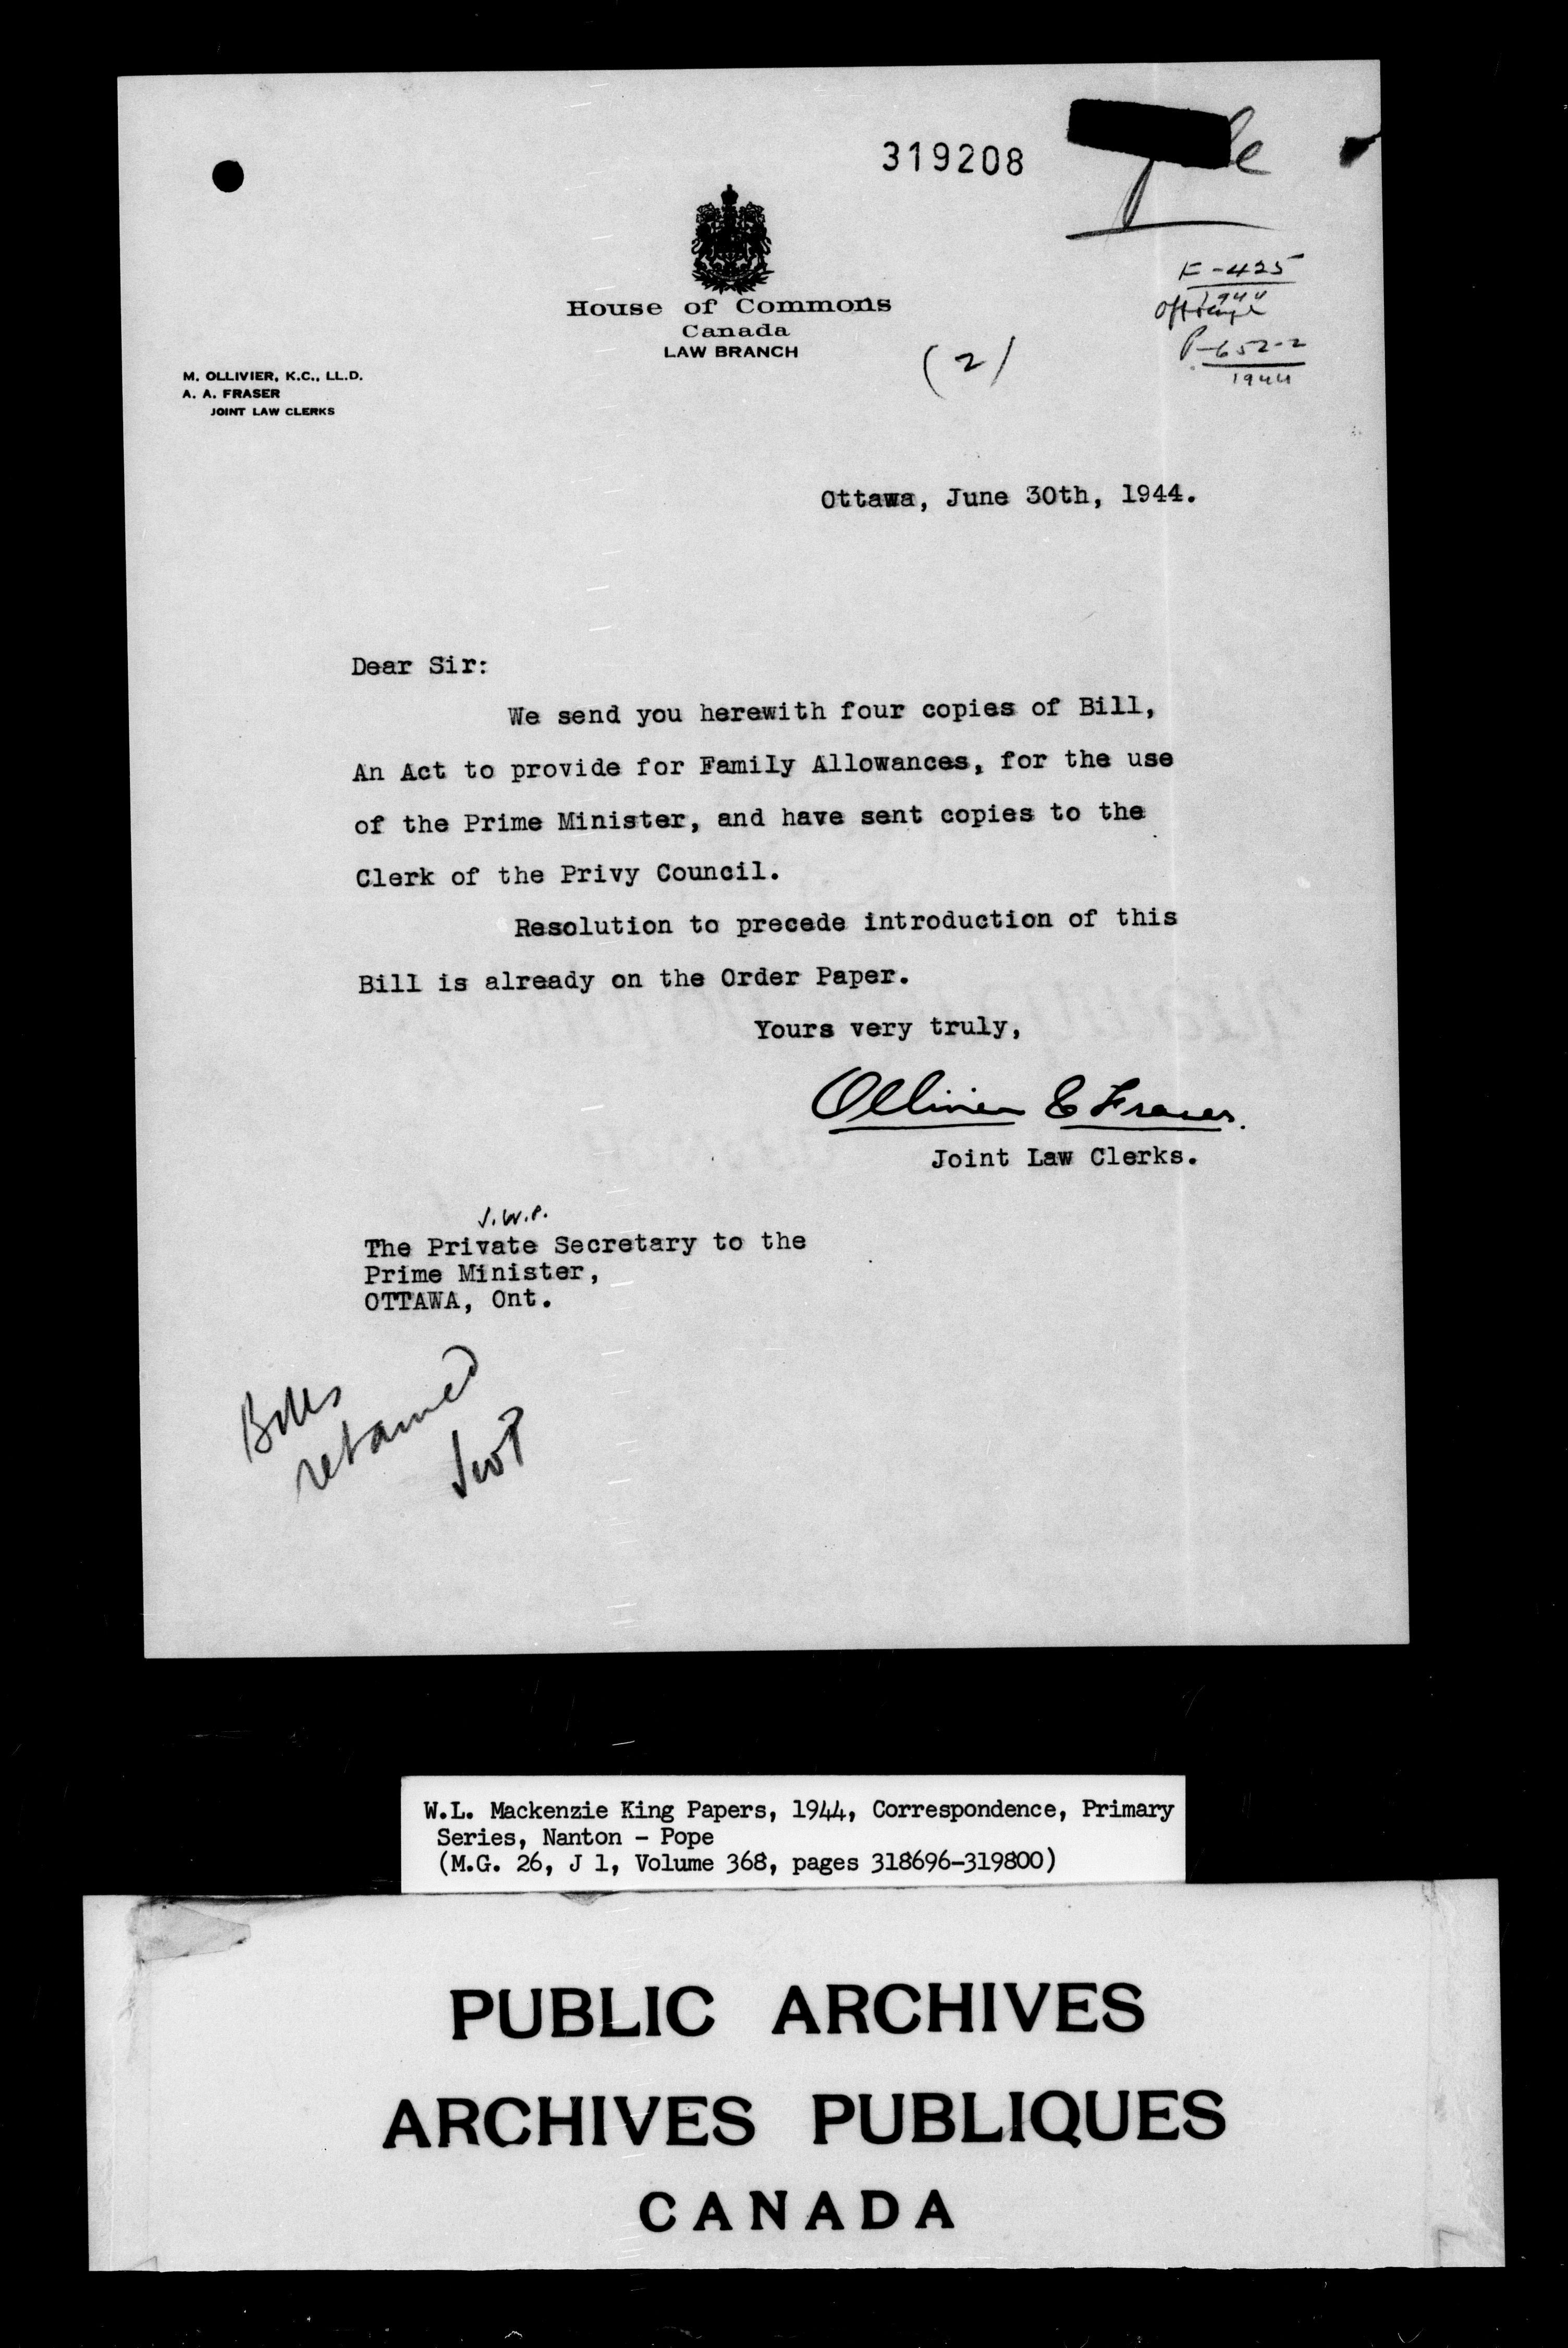 319208
House of Commons
Canada
LAW BRANCH
(2)
F-425
1944
P-652-2
1944
M. OLLIVIER, K.C., LL.D.
A. A. FRASER
JOINT LAW CLERKS
Ottawa, June 30th, 1944.
Dear Sir:
We send you herewith four copies of Bill,
An Act to provide for Family Allowances, for the use
of the Prime Minister, and have sent copies to the
Clerk of the Privy Council.
Resolution to precede introduction of this
Bill is already on the Order Paper.
Yours very truly,
Ollivier & Fraser.
Joint Law Clerks.
J.W.P.
The Private Secretary to the
Prime Minister,
OTTAWA, Ont.
Bills
retained
JWP
W.L. Mackenzie King Papers, 1944, Correspondence, Primary
Series, Nanton - Pope
(M.G. 26, J 1, Volume 368, pages 318696-319800)
PUBLIC ARCHIVES
ARCHIVES PUBLIQUES
CANADA